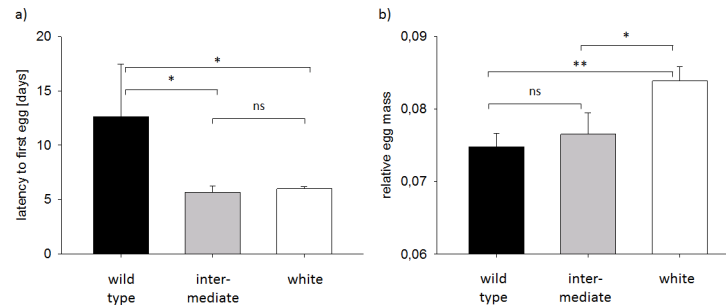 a)
latency to first egg [days]
20
15
10
5
0
*
*
ns
wild type
inter-mediate
white
b)
relative egg mass
0,09
0,08
0,07
0,06
*
**
ns
wild type
inter-mediate
white